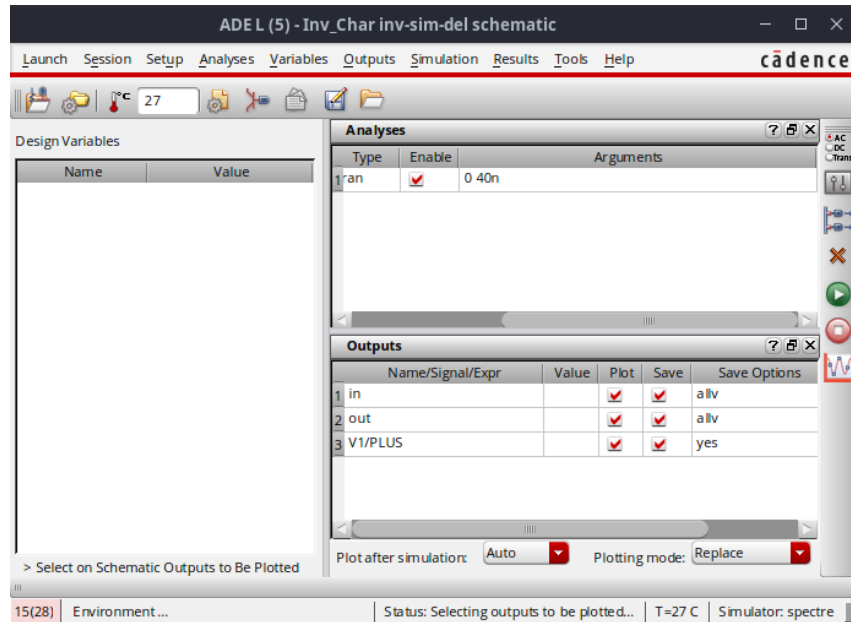 ADE L (5) - Inv_Char inv-sim-del schematic
Launch Session Setup Analyses Variables Outputs Simulation Results Tools Help cādence
°C 27
Design Variables
Name Value
> Select on Schematic Outputs to Be Plotted
Analyses
Type Enable Arguments
1 ran 0 40n
Outputs
Name/Signal/Expr Value Plot Save Save Options
1 in allv
2 out allv
3 V1/PLUS yes
Plot after simulation: Auto Plotting mode: Replace
AC
DC
Trans
15(28) Environment ... Status: Selecting outputs to be plotted... T=27 C Simulator: spectre